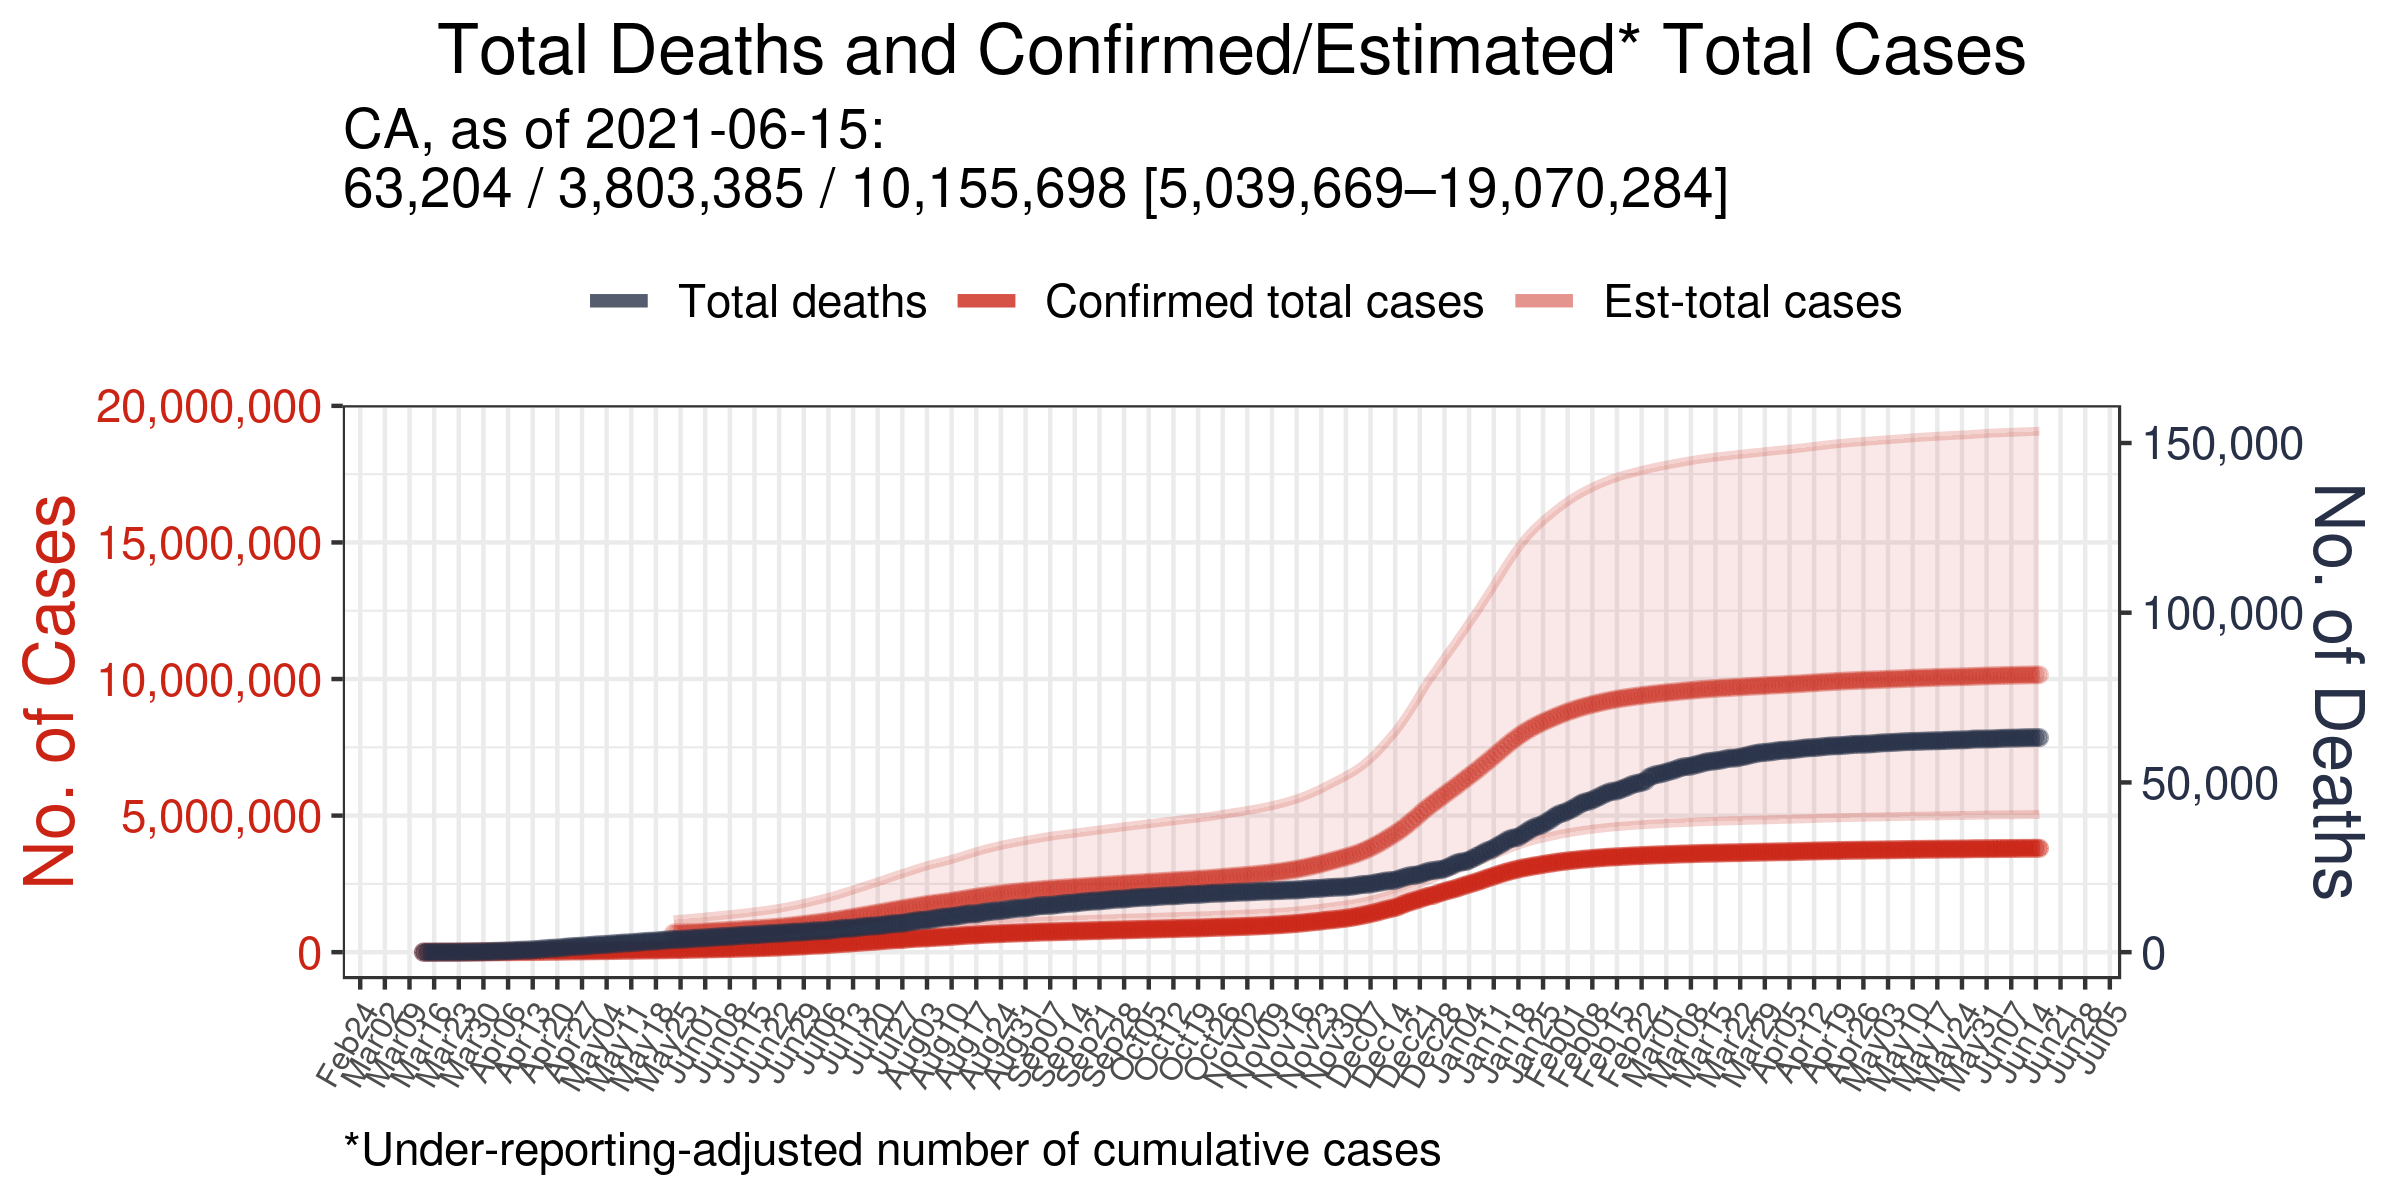 Total Deaths and Confirmed/Estimated* Total Cases
CA, as of 2021-06-15:
63,204 / 3,803,385 / 10,155,698 [5,039,669–19,070,284]
Total deaths
Confirmed total cases
Est-total cases
No. of Cases
20,000,000
15,000,000
10,000,000
5,000,000
0
150,000
100,000
50,000
0
No. of Deaths
Feb24
Mar02
Mar09
Mar16
Mar23
Mar30
Apr06
Apr13
Apr20
Apr27
May04
May11
May18
May25
Jun01
Jun08
Jun15
Jun22
Jun29
Jul06
Jul13
Jul20
Jul27
Aug03
Aug10
Aug17
Aug24
Aug31
Sep07
Sep14
Sep21
Sep28
Oct05
Oct12
Oct19
Oct26
Nov02
Nov09
Nov16
Nov23
Nov30
Dec07
Dec14
Dec21
Dec28
Jan04
Jan11
Jan18
Jan25
Feb01
Feb08
Feb15
Feb22
Mar01
Mar08
Mar15
Mar22
Mar29
Apr05
Apr12
Apr19
Apr26
May03
May10
May17
May24
May31
Jun07
Jun14
Jun21
Jun28
Jul05
*Under-reporting-adjusted number of cumulative cases